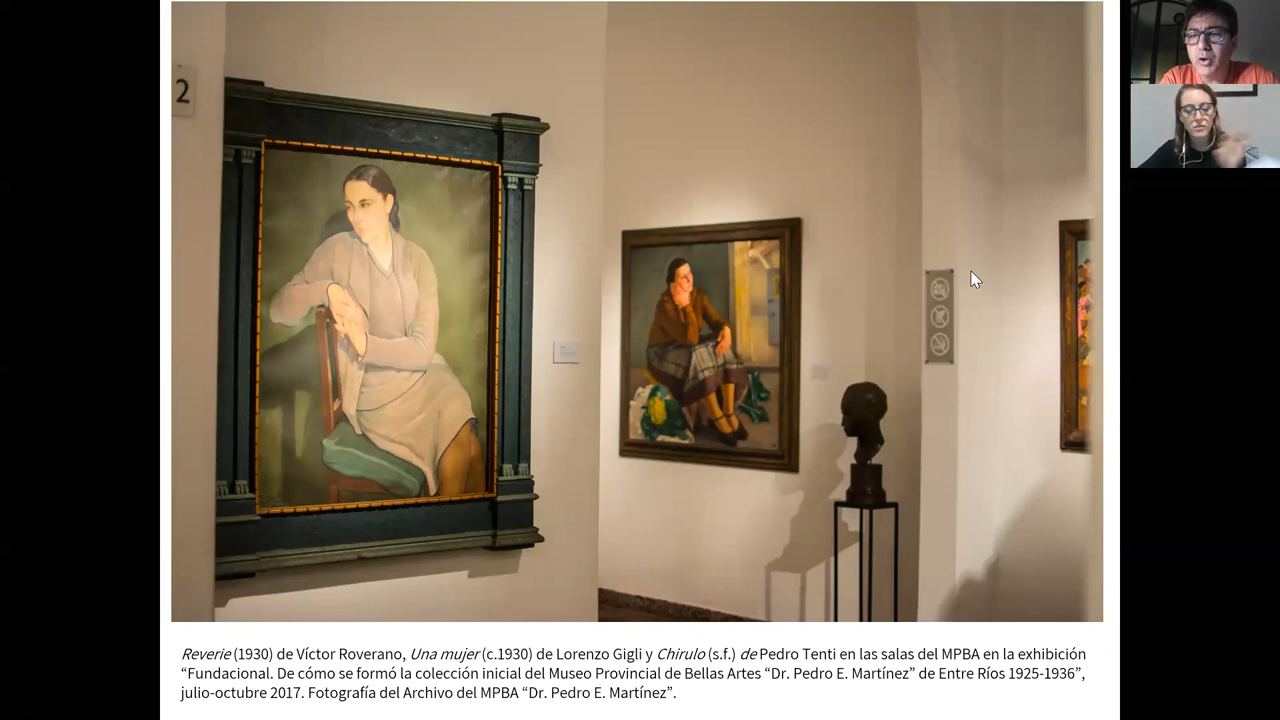 2
Reverie (1930) de Víctor Roverano, Una mujer (c.1930) de Lorenzo Gigli y Chirulo (s.f.) de Pedro Tenti en las salas del MPBA en la exhibición
“Fundacional. De cómo se formó la colección inicial del Museo Provincial de Bellas Artes “Dr. Pedro E. Martínez” de Entre Ríos 1925-1936”,
julio-octubre 2017. Fotografía del Archivo del MPBA “Dr. Pedro E. Martínez”.